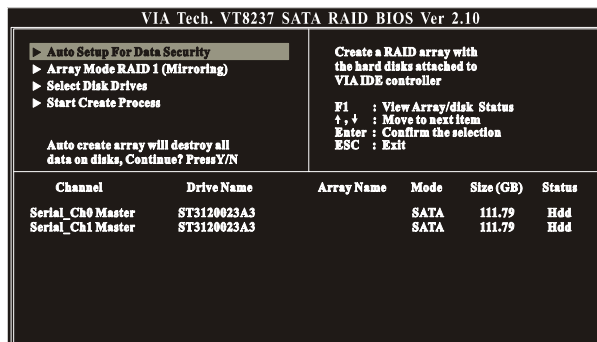 VIA Tech. VT8237 SATA RAID BIOS Ver 2.10
▶ Auto Setup For Data Security
▶ Array Mode RAID 1 (Mirroring)
▶ Select Disk Drives
▶ Start Create Process
Auto create array will destroy all
data on disks, Continue? PressY/N
Create a RAID array with
the hard disks attached to
VIA IDE controller
F1 : View Array/disk Status
↑,↓ : Move to next item
Enter : Confirm the selection
ESC : Exit
Channel Drive Name Array Name Mode Size (GB) Status
Serial_Ch0 Master ST3120023A3 SATA 111.79 Hdd
Serial_Ch1 Master ST3120023A3 SATA 111.79 Hdd